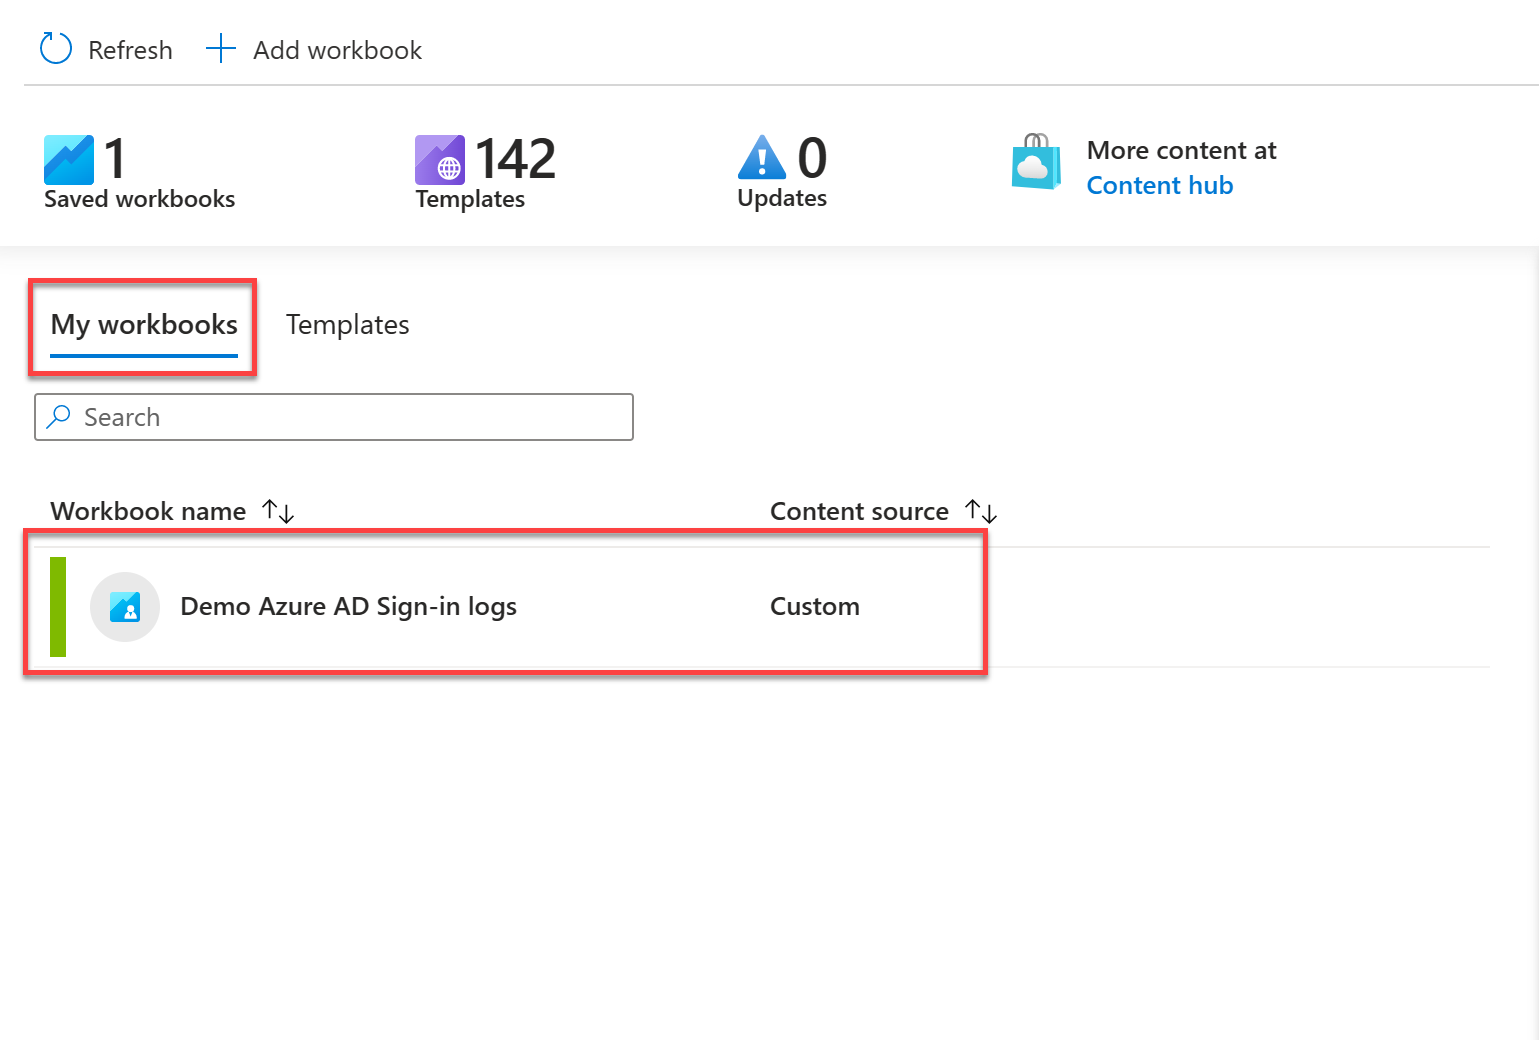 Refresh Add workbook
1 142 0 More content at
Saved workbooks Templates Updates Content hub
My workbooks Templates
Search
Workbook name Content source
Demo Azure AD Sign-in logs Custom